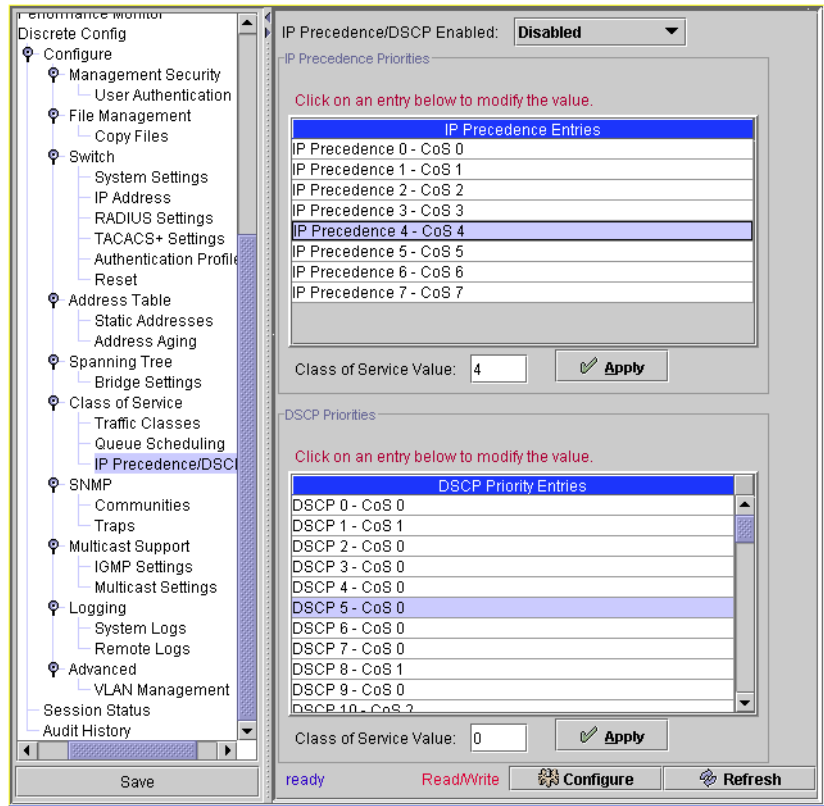 Performance Monitor
Discrete Config
Configure
Management Security
User Authentication
File Management
Copy Files
Switch
System Settings
IP Address
RADIUS Settings
TACACS+ Settings
Authentication Profile
Reset
Address Table
Static Addresses
Address Aging
Spanning Tree
Bridge Settings
Class of Service
Traffic Classes
Queue Scheduling
IP Precedence/DSCP
SNMP
Communities
Traps
Multicast Support
IGMP Settings
Multicast Settings
Logging
System Logs
Remote Logs
Advanced
VLAN Management
Session Status
Audit History
Save
IP Precedence/DSCP Enabled: Disabled
IP Precedence Priorities
Click on an entry below to modify the value.
IP Precedence Entries
IP Precedence 0 - CoS 0
IP Precedence 1 - CoS 1
IP Precedence 2 - CoS 2
IP Precedence 3 - CoS 3
IP Precedence 4 - CoS 4
IP Precedence 5 - CoS 5
IP Precedence 6 - CoS 6
IP Precedence 7 - CoS 7
Class of Service Value: 4 Apply
DSCP Priorities
Click on an entry below to modify the value.
DSCP Priority Entries
DSCP 0 - CoS 0
DSCP 1 - CoS 1
DSCP 2 - CoS 0
DSCP 3 - CoS 0
DSCP 4 - CoS 0
DSCP 5 - CoS 0
DSCP 6 - CoS 0
DSCP 7 - CoS 0
DSCP 8 - CoS 1
DSCP 9 - CoS 0
DSCP 10 - CoS 2
Class of Service Value: 0 Apply
ready Read/Write Configure Refresh